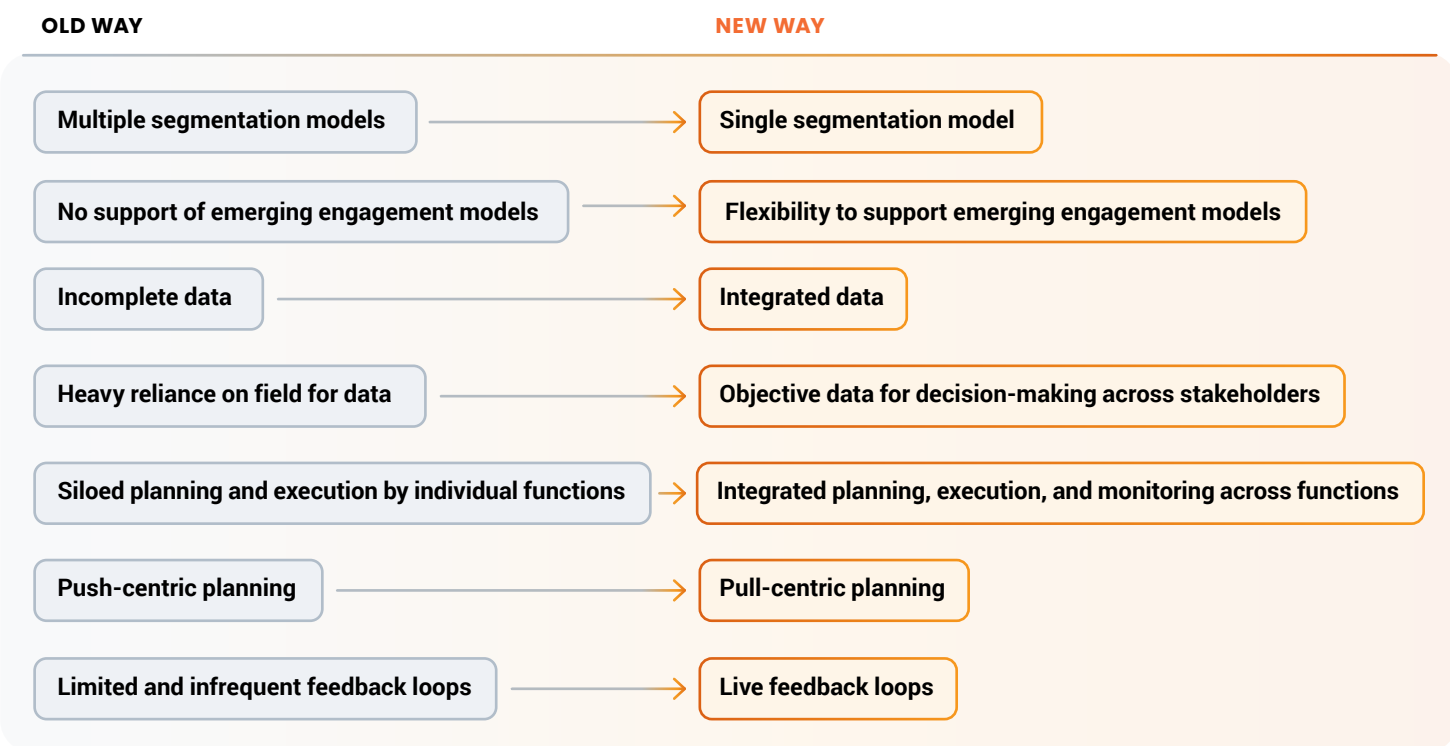 OLD WAY
NEW WAY
Multiple segmentation models
Single segmentation model
No support of emerging engagement models
Flexibility to support emerging engagement models
Incomplete data
Integrated data
Heavy reliance on field for data
Objective data for decision-making across stakeholders
Siloed planning and execution by individual functions
Integrated planning, execution, and monitoring across functions
Push-centric planning
Pull-centric planning
Limited and infrequent feedback loops
Live feedback loops